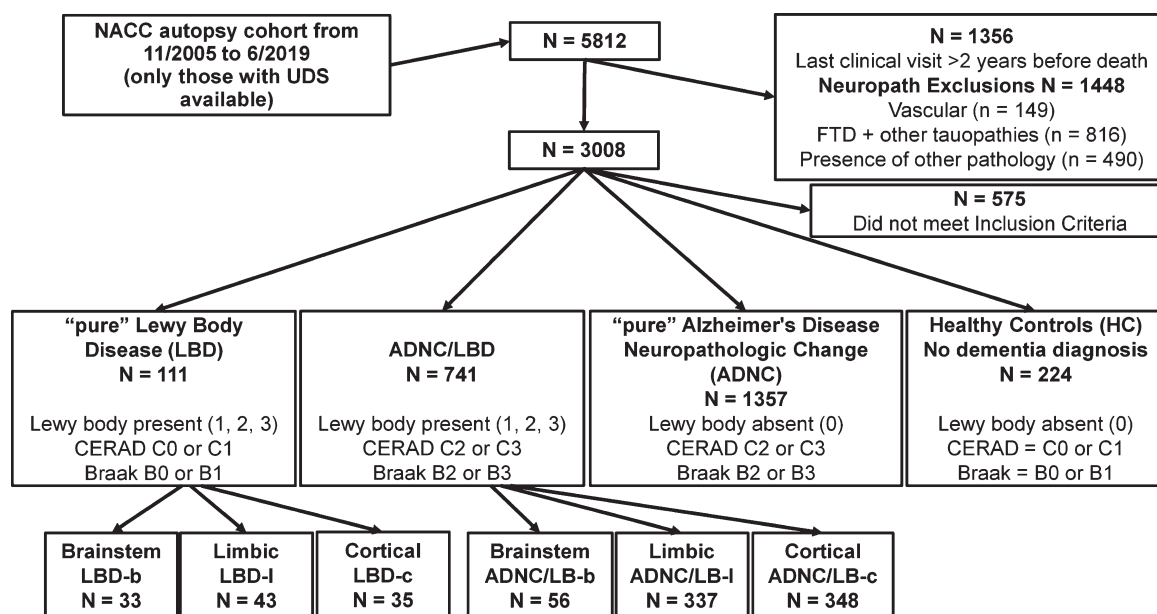 NACC autopsy cohort from
11/2005 to 6/2019
(only those with UDS
available)
N = 5812
N = 1356
Last clinical visit >2 years before death
Neuropath Exclusions N = 1448
Vascular (n = 149)
FTD + other tauopathies (n = 816)
Presence of other pathology (n = 490)
N = 3008
N = 575
Did not meet Inclusion Criteria
“pure” Lewy Body
Disease (LBD)
N = 111
Lewy body present (1, 2, 3)
CERAD C0 or C1
Braak B0 or B1
ADNC/LBD
N = 741
Lewy body present (1, 2, 3)
CERAD C2 or C3
Braak B2 or B3
“pure” Alzheimer's Disease
Neuropathologic Change
(ADNC)
N = 1357
Lewy body absent (0)
CERAD C2 or C3
Braak B2 or B3
Healthy Controls (HC)
No dementia diagnosis
N = 224
Lewy body absent (0)
CERAD = C0 or C1
Braak = B0 or B1
Brainstem
LBD-b
N = 33
Limbic
LBD-l
N = 43
Cortical
LBD-c
N = 35
Brainstem
ADNC/LB-b
N = 56
Limbic
ADNC/LB-l
N = 337
Cortical
ADNC/LB-c
N = 348